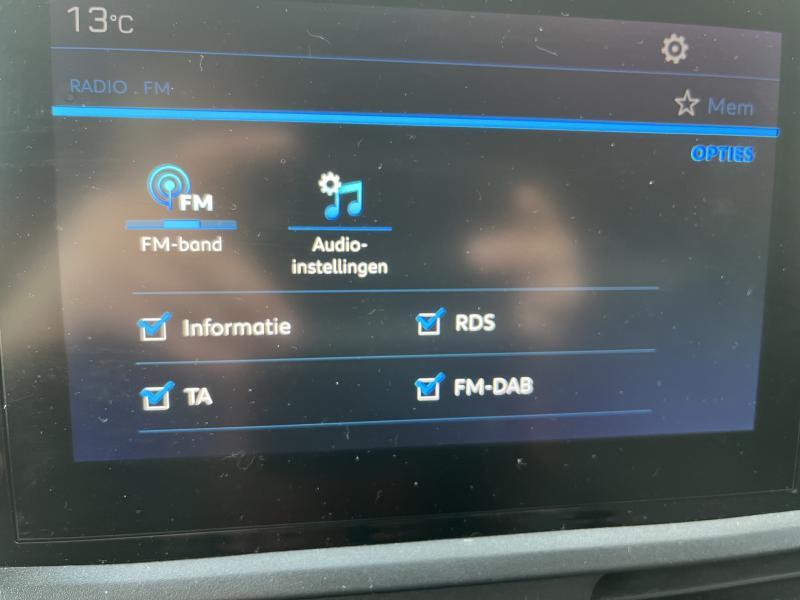 13°C
RADIO . FM
Mem
OPTIES
FM
FM-band
Audio-
instellingen
Informatie
RDS
TA
FM-DAB